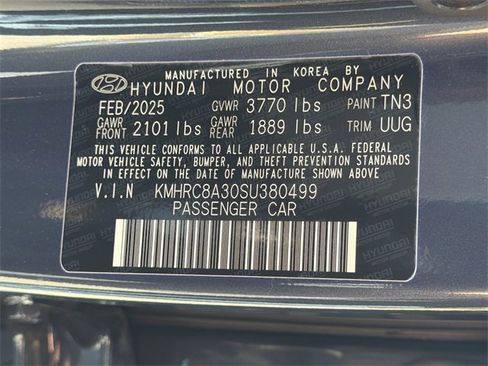 MANUFACTURED IN KOREA BY
HYUNDAI MOTOR COMPANY
FEB/2025 GVWR 3770 lbs PAINT TN3
GAWR FRONT 2101 lbs GAWR REAR 1889 lbs TRIM UUG
THIS VEHICLE CONFORMS TO ALL APPLICABLE U.S.A. FEDERAL
MOTOR VEHICLE SAFETY, BUMPER, AND THEFT PREVENTION STANDARDS
IN EFFECT ON THE DATE OF MANUFACTURE SHOWN ABOVE
V.I.N KMHRC8A30SU380499
PASSENGER CAR